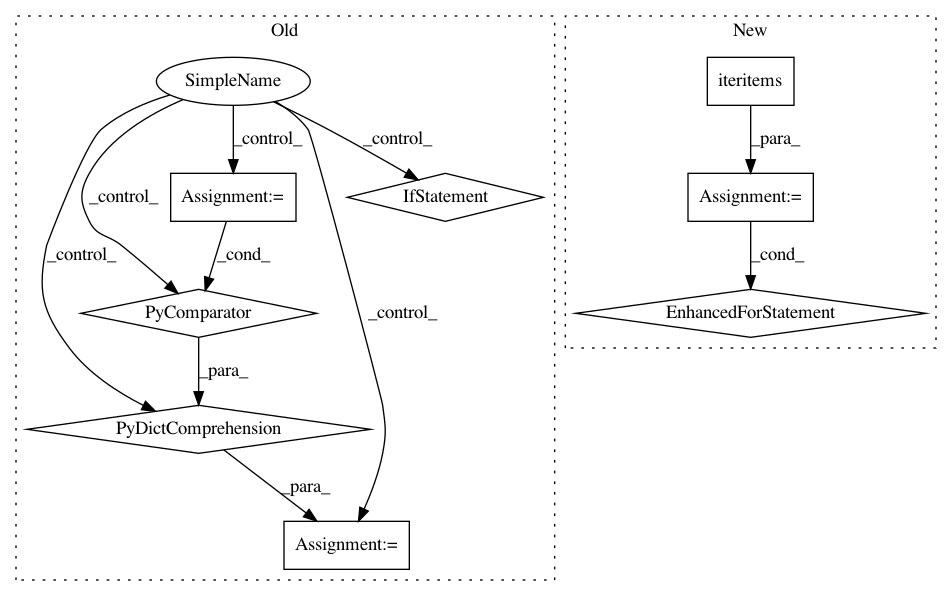 Old
New
SimpleName
iteritems
_control_
_control_
_para_
_control_
Assignment:=
IfStatement
Assignment:=
_control_
_cond_
_cond_
PyComparator
_control_
EnhancedForStatement
_para_
PyDictComprehension
_para_
Assignment:=